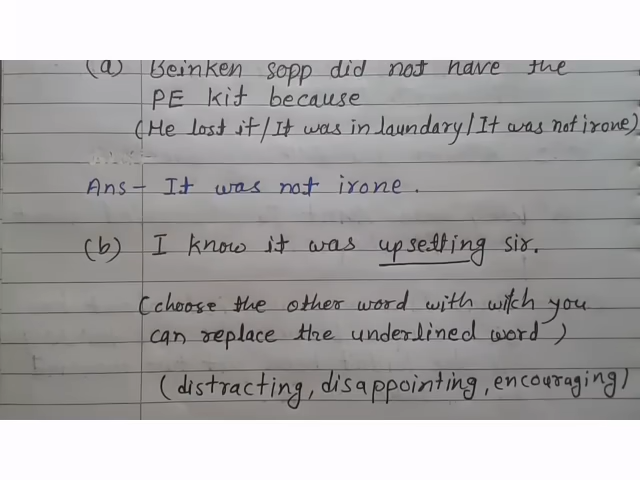 (a) Beinken sopp did not have the
PE kit because
(He lost it/It was in laundary/It was not irone)
Ans- It was not irone.
(b) I know it was upsetting sir.
(choose the other word with witch you
can replace the underlined word)
(distracting, disappointing, encouraging)